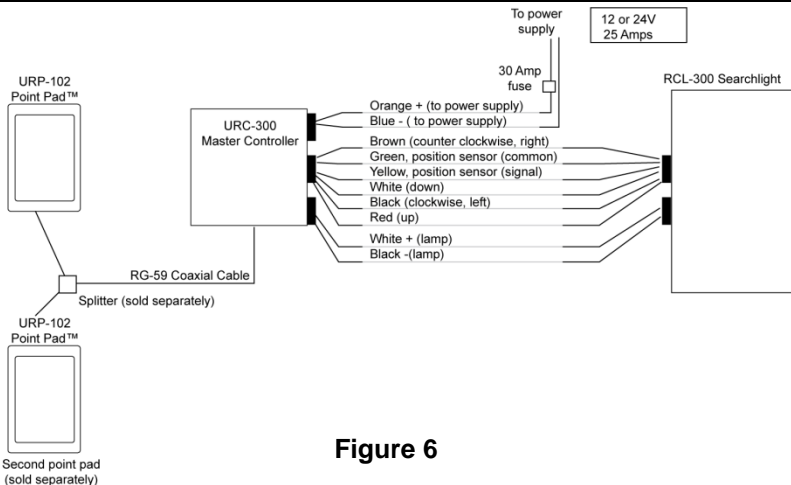 To power
supply
12 or 24V
25 Amps
30 Amp
fuse
URP-102
Point Pad™
RCL-300 Searchlight
URC-300
Master Controller
Orange + (to power supply)
Blue - ( to power supply)
Brown (counter clockwise, right)
Green, position sensor (common)
Yellow, position sensor (signal)
White (down)
Black (clockwise, left)
Red (up)
White + (lamp)
Black -(lamp)
RG-59 Coaxial Cable
Splitter (sold separately)
URP-102
Point Pad™
Second point pad
(sold separately)
Figure 6